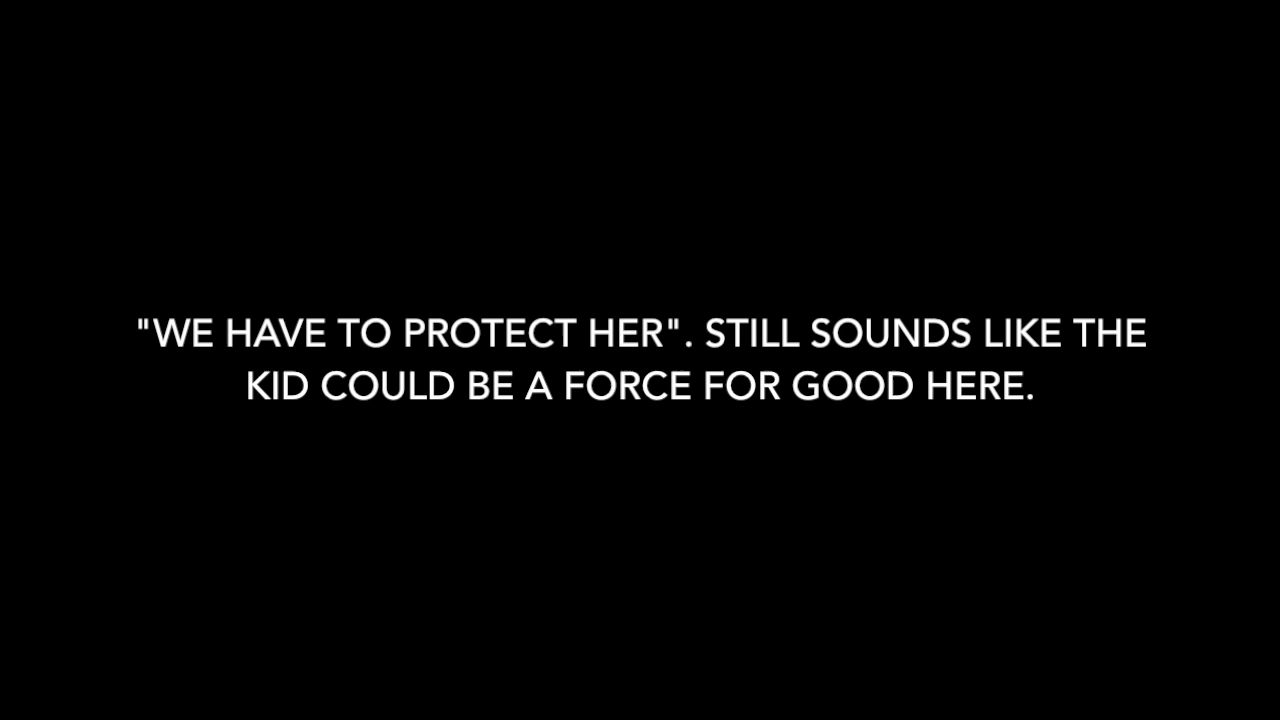 "WE HAVE TO PROTECT HER". STILL SOUNDS LIKE THE
KID COULD BE A FORCE FOR GOOD HERE.